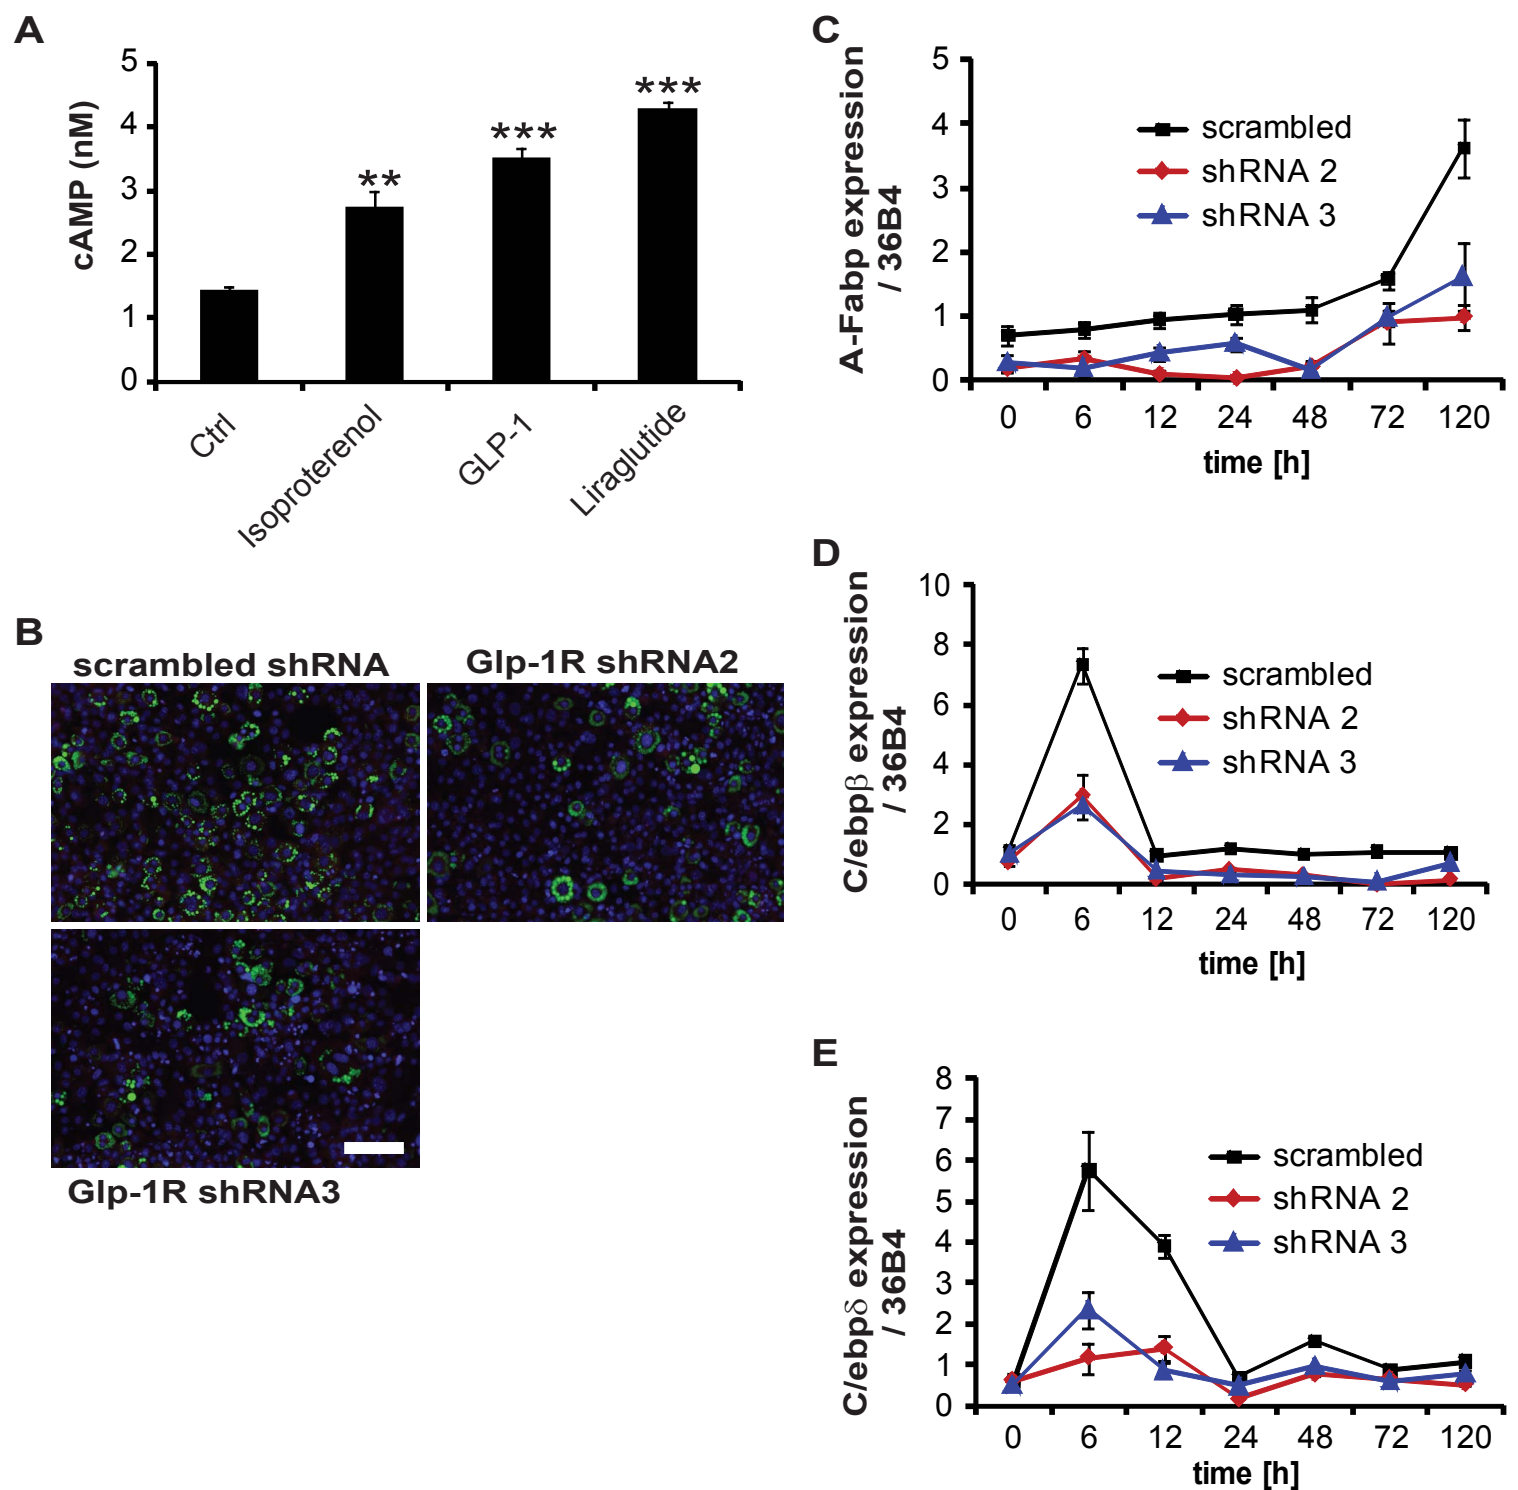 A
5
4
3
2
1
0
cAMP (nM)
**
***
***
Ctrl
Isoproterenol
GLP-1
Liraglutide
B
scrambled shRNA
Glp-1R shRNA2
Glp-1R shRNA3
C
A-Fabp expression
/ 36B4
5
4
3
2
1
0
scrambled
shRNA 2
shRNA 3
0 6 12 24 48 72 120
time [h]
D
C/ebpβ expression
/ 36B4
10
8
6
4
2
0
scrambled
shRNA 2
shRNA 3
0 6 12 24 48 72 120
time [h]
E
C/ebpδ expression
/ 36B4
8
7
6
5
4
3
2
1
0
scrambled
shRNA 2
shRNA 3
0 6 12 24 48 72 120
time [h]